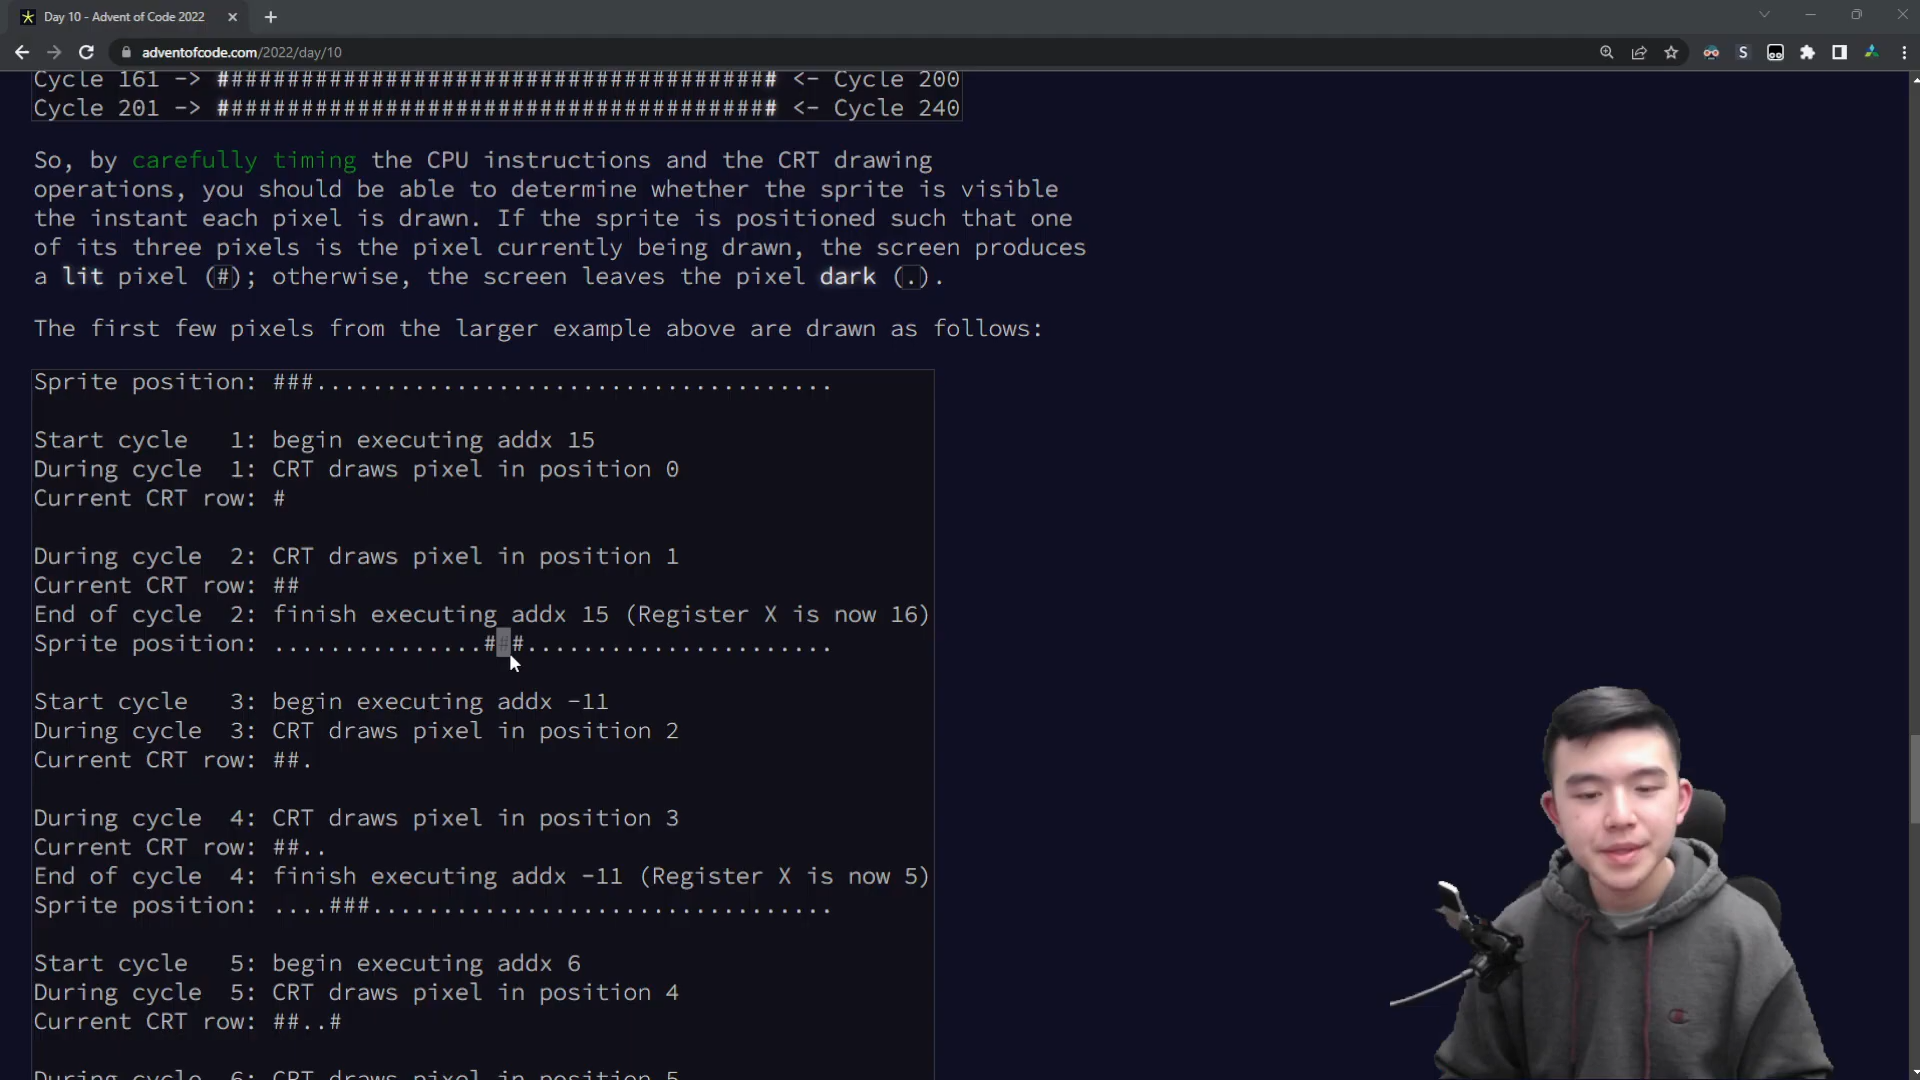 Day 10 - Advent of Code 2022
adventofcode.com/2022/day/10
Cycle 161 -> ######################################## <- Cycle 200
Cycle 201 -> ######################################## <- Cycle 240
So, by carefully timing the CPU instructions and the CRT drawing
operations, you should be able to determine whether the sprite is visible
the instant each pixel is drawn. If the sprite is positioned such that one
of its three pixels is the pixel currently being drawn, the screen produces
a lit pixel (#); otherwise, the screen leaves the pixel dark (.).
The first few pixels from the larger example above are drawn as follows:
Sprite position: ###.....................................
Start cycle   1: begin executing addx 15
During cycle  1: CRT draws pixel in position 0
Current CRT row: #
During cycle  2: CRT draws pixel in position 1
Current CRT row: ##
End of cycle  2: finish executing addx 15 (Register X is now 16)
Sprite position: ...............###......................
Start cycle   3: begin executing addx -11
During cycle  3: CRT draws pixel in position 2
Current CRT row: ##.
During cycle  4: CRT draws pixel in position 3
Current CRT row: ##..
End of cycle  4: finish executing addx -11 (Register X is now 5)
Sprite position: ....###.................................
Start cycle   5: begin executing addx 6
During cycle  5: CRT draws pixel in position 4
Current CRT row: ##..#
During cycle  6: CRT draws pixel in position 5